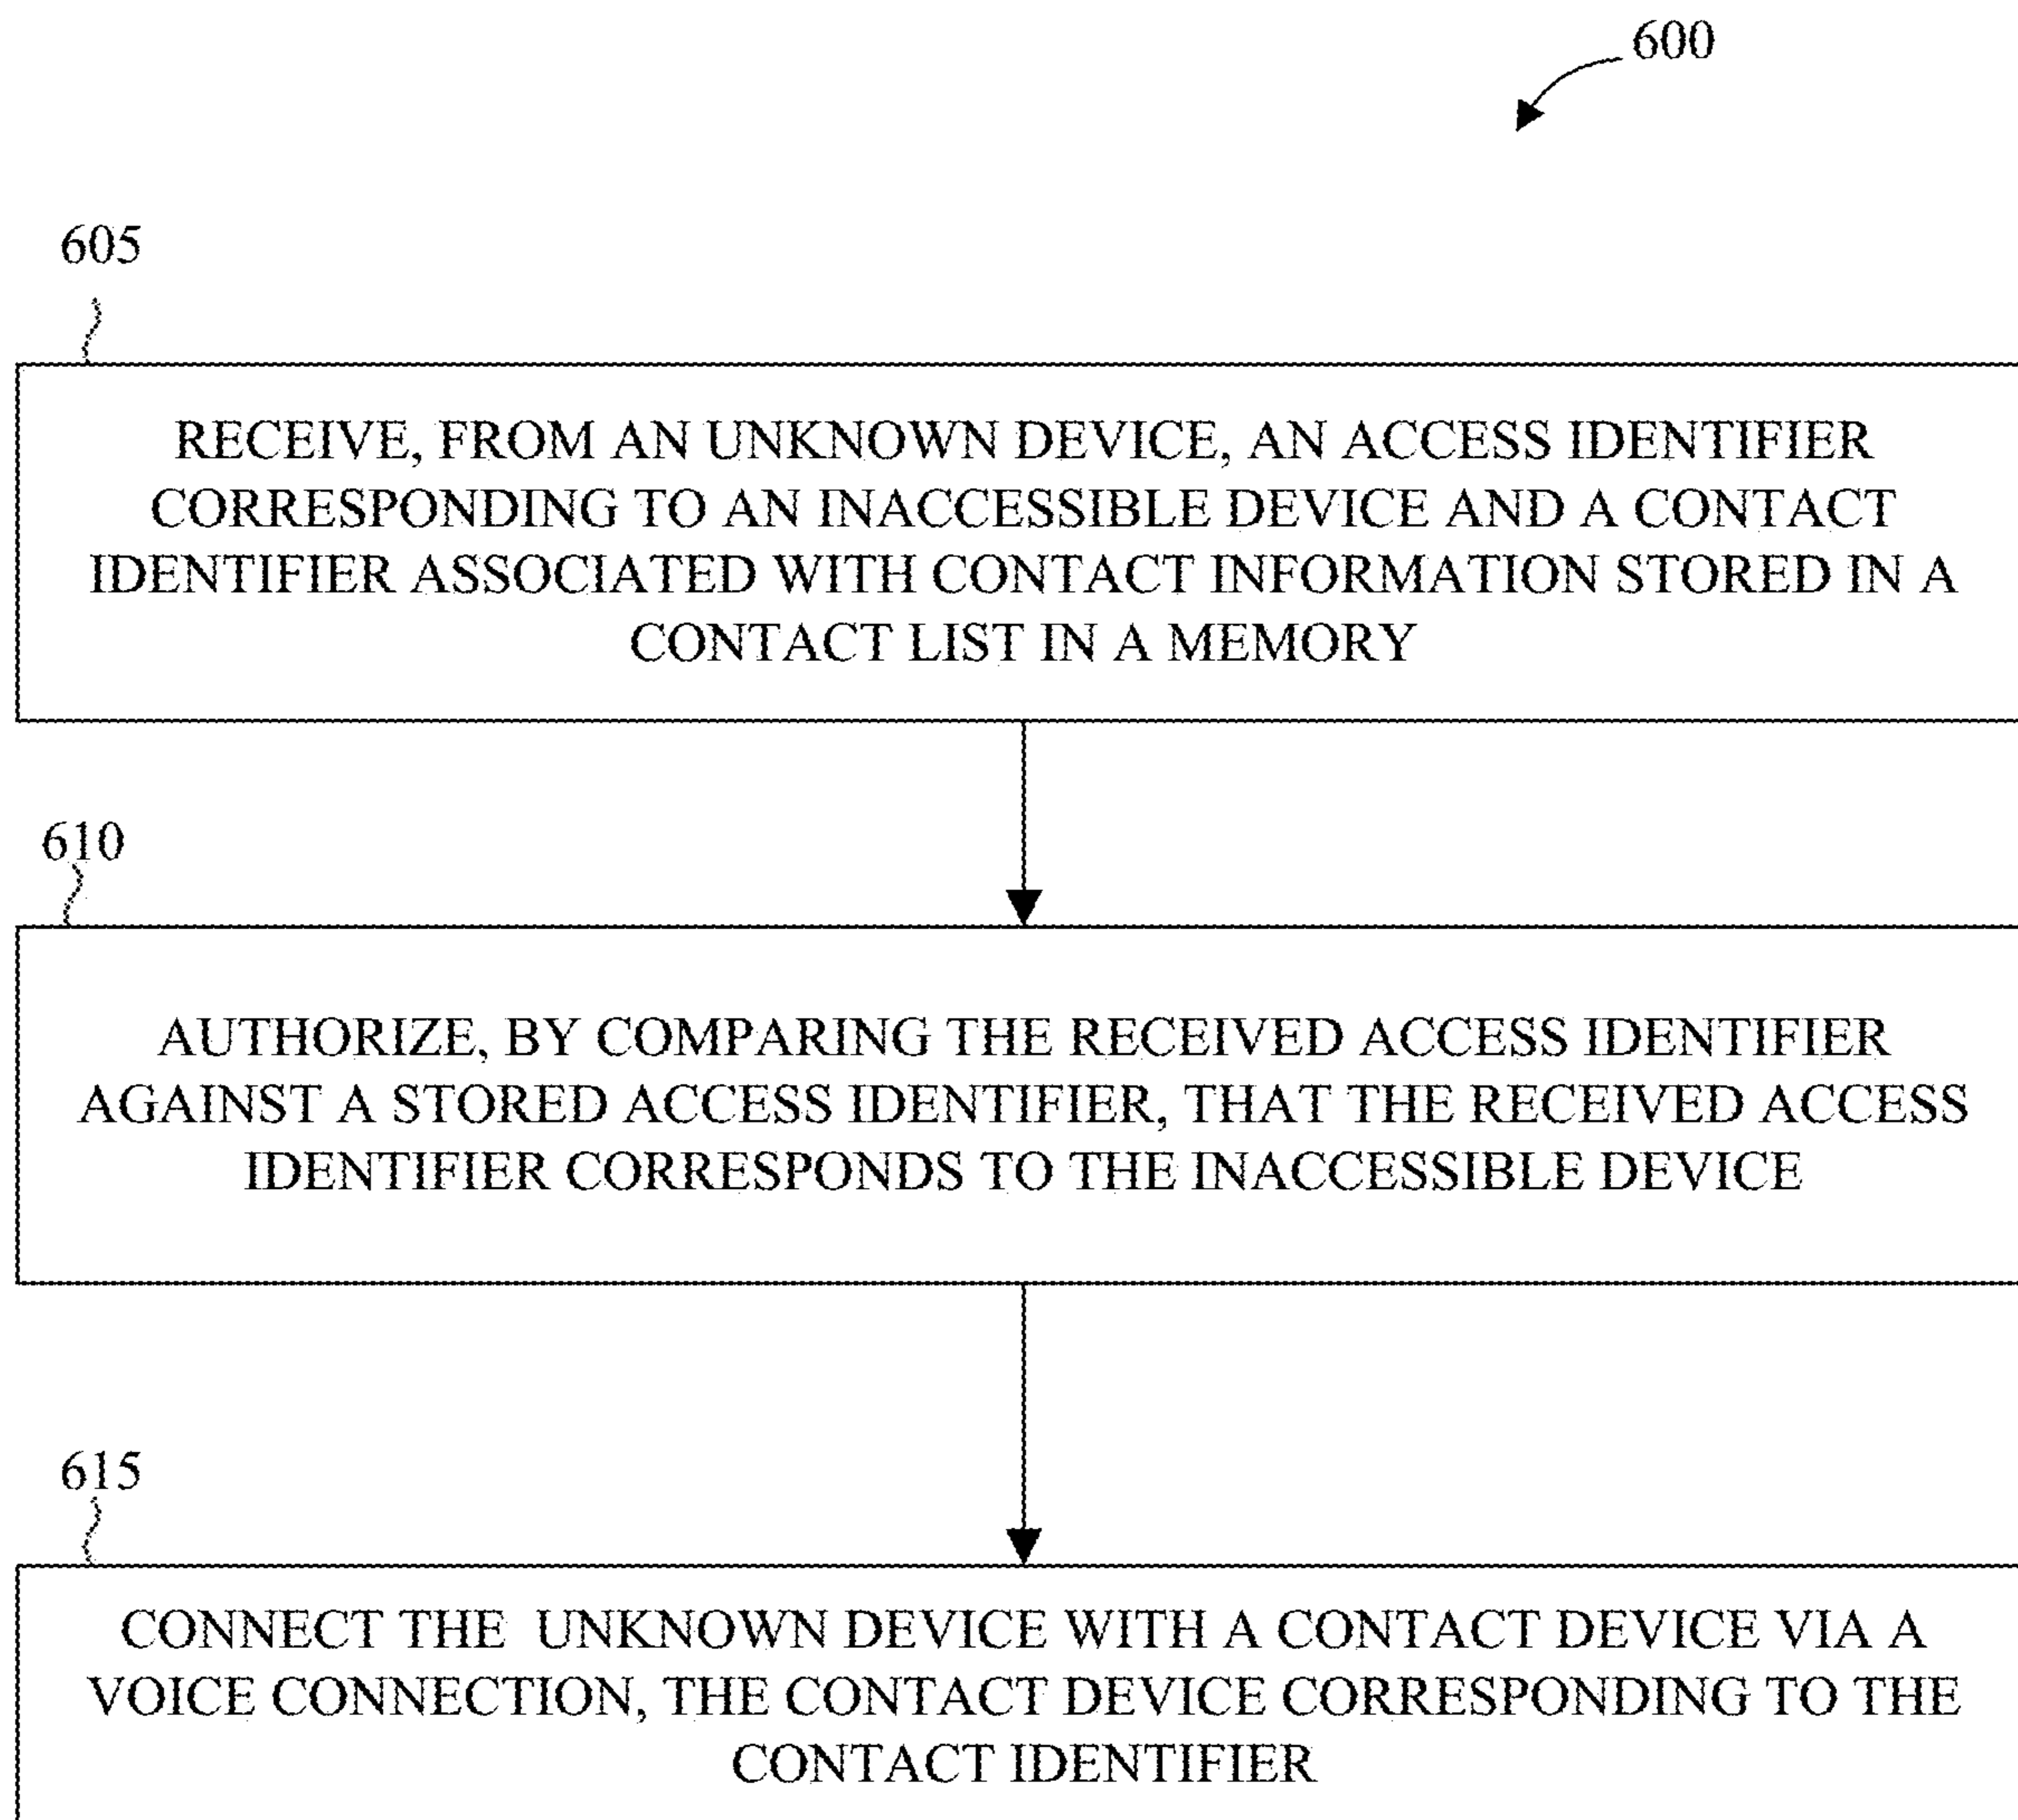 600
605
RECEIVE, FROM AN UNKNOWN DEVICE, AN ACCESS IDENTIFIER
CORRESPONDING TO AN INACCESSIBLE DEVICE AND A CONTACT
IDENTIFIER ASSOCIATED WITH CONTACT INFORMATION STORED IN A
CONTACT LIST IN A MEMORY
610
AUTHORIZE, BY COMPARING THE RECEIVED ACCESS IDENTIFIER
AGAINST A STORED ACCESS IDENTIFIER, THAT THE RECEIVED ACCESS
IDENTIFIER CORRESPONDS TO THE INACCESSIBLE DEVICE
615
CONNECT THE UNKNOWN DEVICE WITH A CONTACT DEVICE VIA A
VOICE CONNECTION, THE CONTACT DEVICE CORRESPONDING TO THE
CONTACT IDENTIFIER